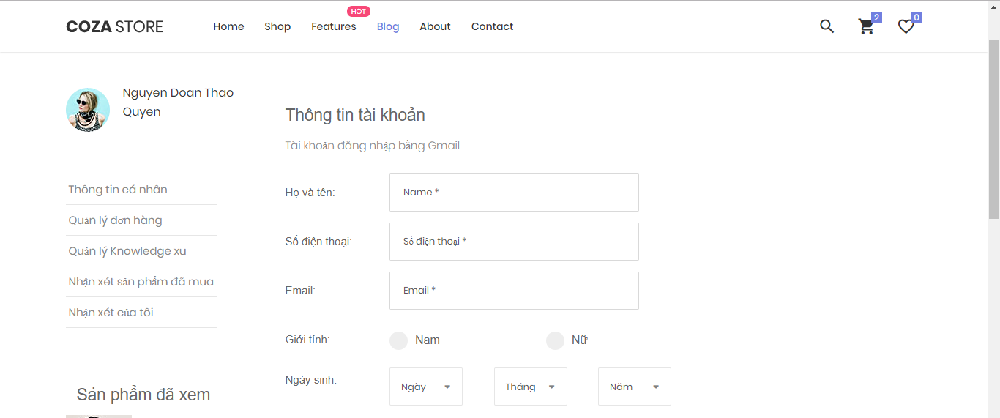 HOT
COZA STORE Home Shop Features Blog About Contact 2 0
Nguyen Doan Thao
Quyen
Thông tin cá nhân
Quản lý đơn hàng
Quản lý Knowledge xu
Nhận xét sản phẩm đã mua
Nhận xét của tôi
Sản phẩm đã xem
Thông tin tài khoản
Tài khoản đăng nhập bằng Gmail
Họ và tên: Name *
Số điện thoại: Số điện thoại *
Email: Email *
Giới tính: Nam Nữ
Ngày sinh: Ngày Tháng Năm